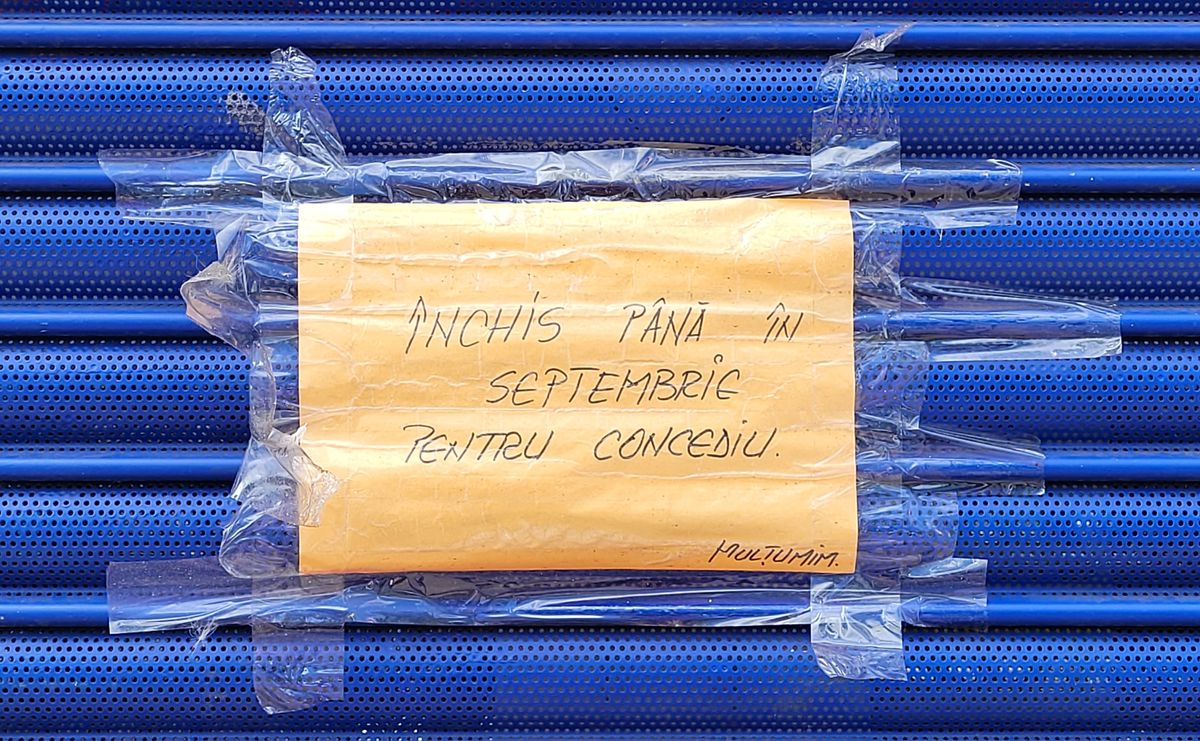 ÎNCHIS PÂNĂ ÎN
SEPTEMBRIE
PENTRU CONCEDIU.
MULȚUMIM.